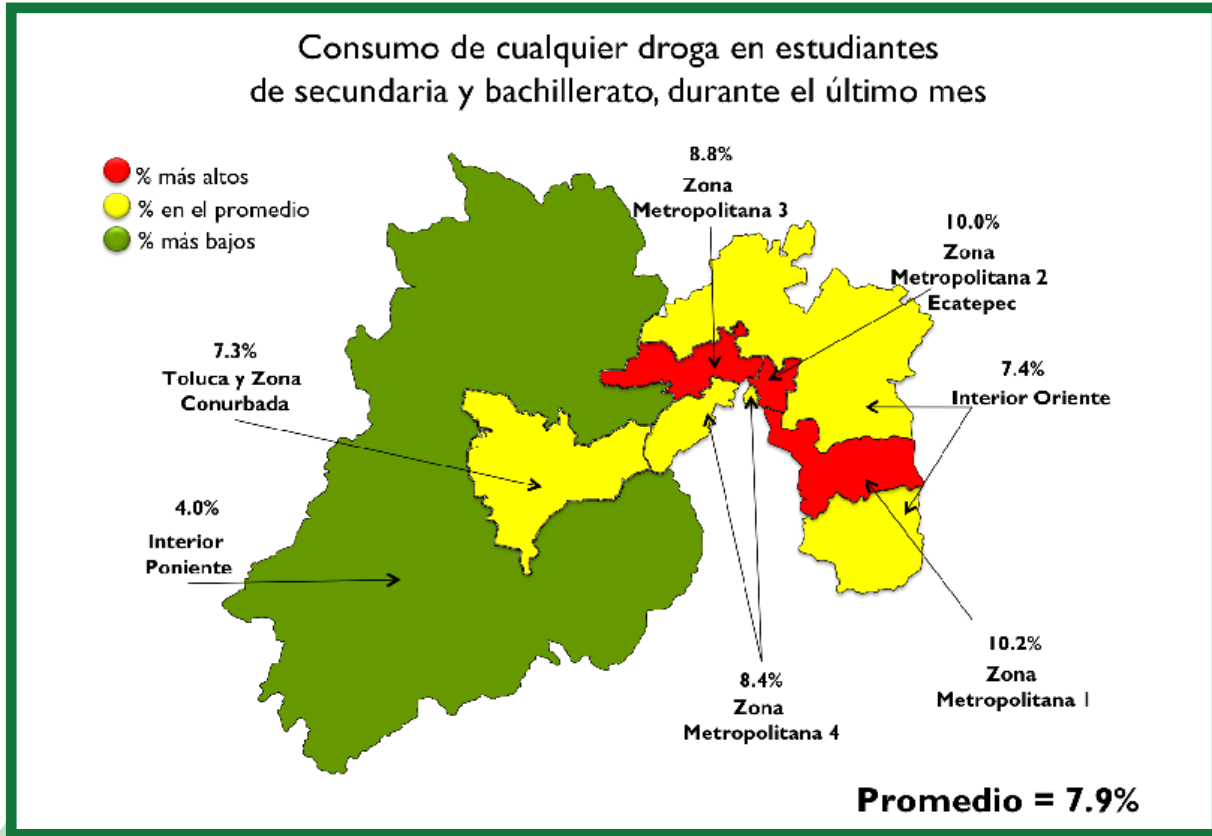 Consumo de cualquier droga en estudiantes
de secundaria y bachillerato, durante el último mes
% más altos
% en el promedio
% más bajos
8.8%
Zona
Metropolitana 3
10.0%
Zona
Metropolitana 2
Ecatepec
7.3%
Toluca y Zona
Conurbada
7.4%
Interior Oriente
4.0%
Interior
Poniente
10.2%
Zona
Metropolitana 1
8.4%
Zona
Metropolitana 4
Promedio = 7.9%